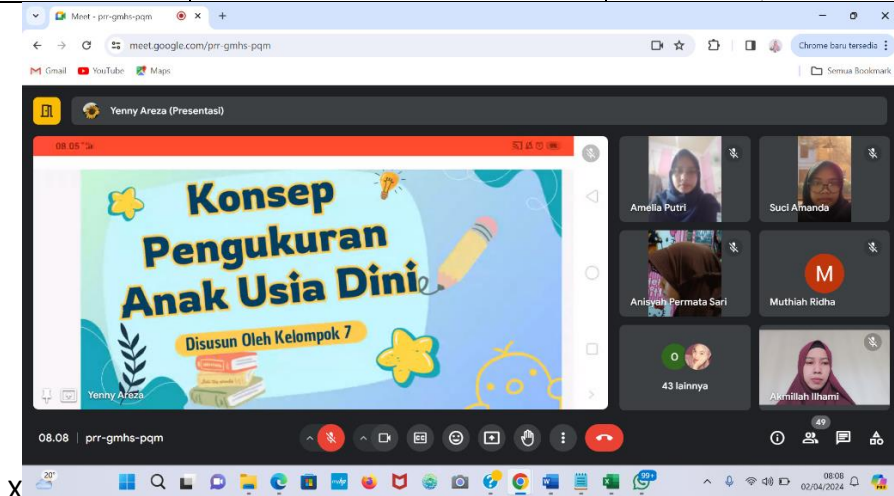 Meet - prr-gmhs-pqm
meet.google.com/prr-gmhs-pqm
Chrome baru tersedia
Gmail YouTube Maps
Semua Bookmark
Yenny Areza (Presentasi)
08.05
Konsep
Pengukuran
Anak Usia Dini
Disusun Oleh Kelompok 7
Yenny Areza
Amelia Putri
Suci Amanda
Anisyah Permata Sari
M
Muthiah Ridha
O
43 lainnya
Akmillah Ilhami
08.08 | prr-gmhs-pqm
CC
49
X
20°
99+
08:08
02/04/2024